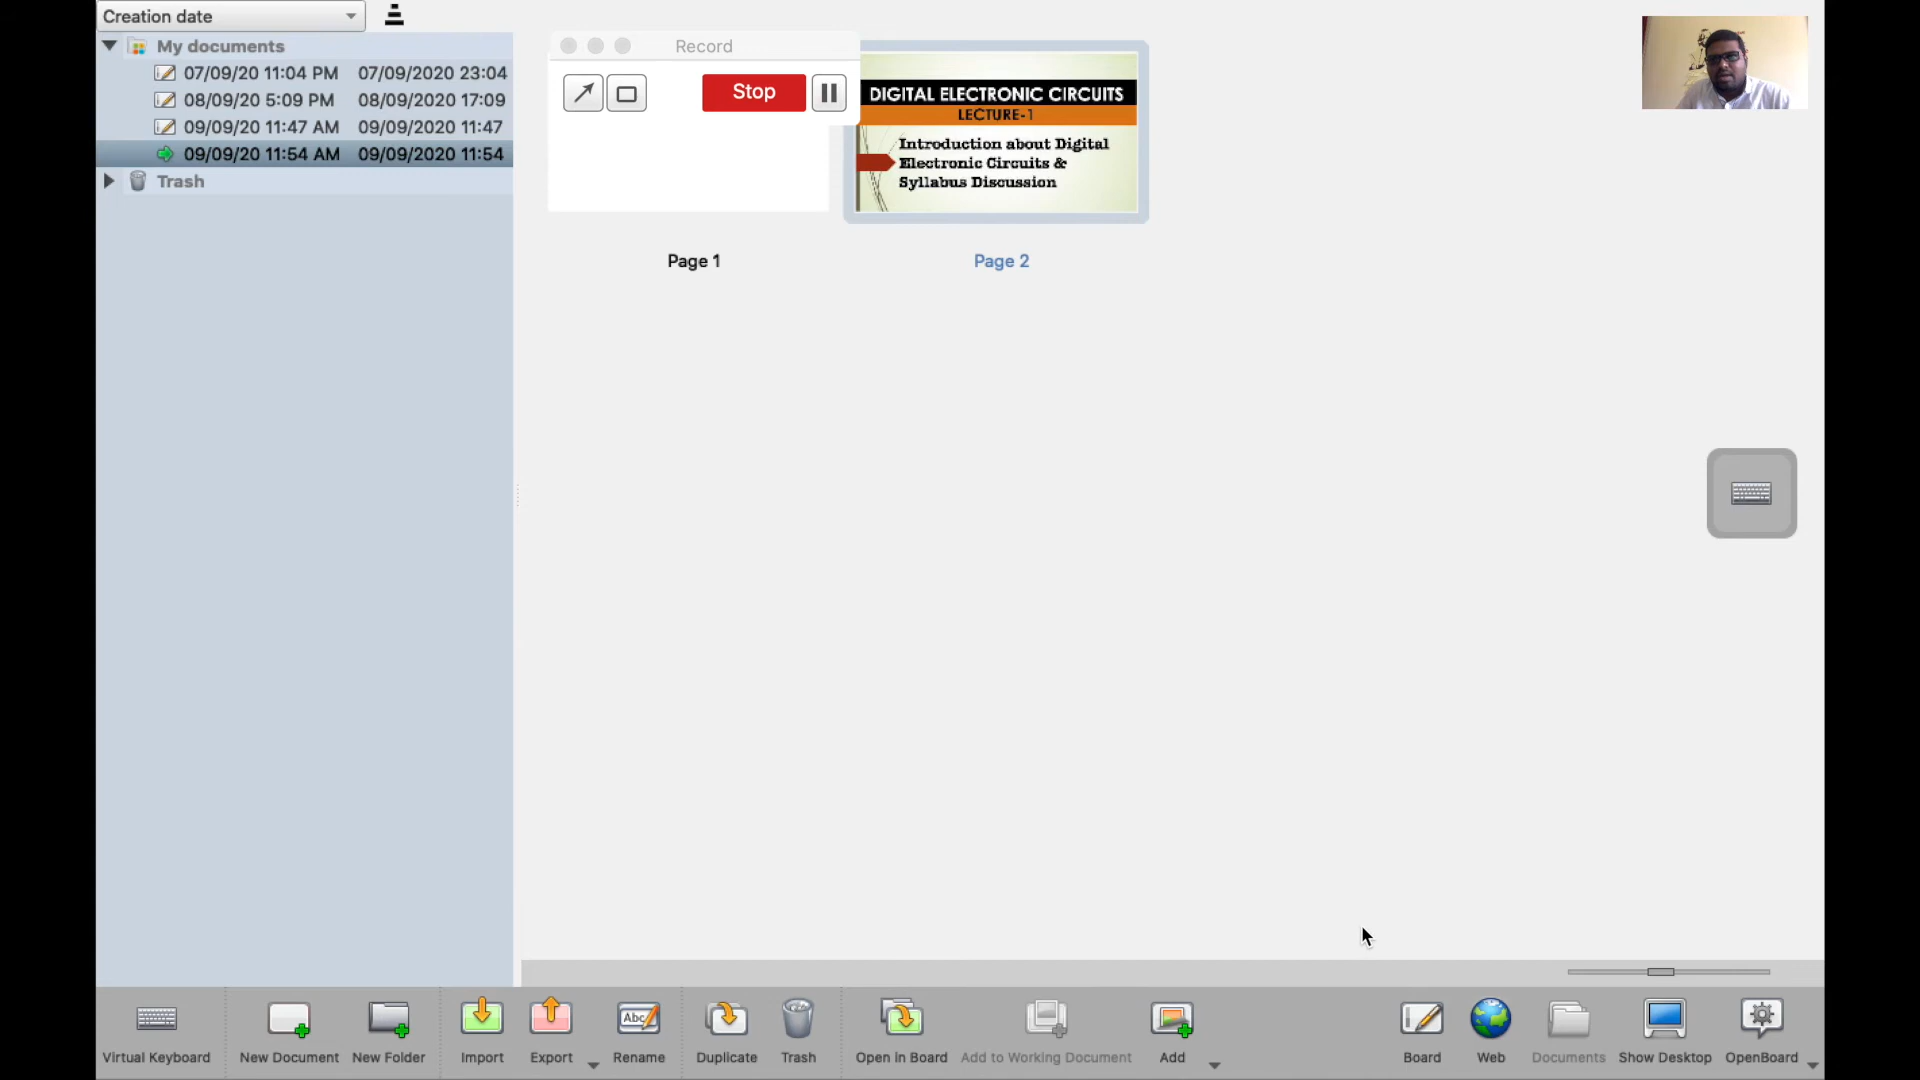 Creation date
My documents
07/09/20 11:04 PM 07/09/2020 23:04
08/09/20 5:09 PM 08/09/2020 17:09
09/09/20 11:47 AM 09/09/2020 11:47
09/09/20 11:54 AM 09/09/2020 11:54
Trash
Record
Stop
DIGITAL ELECTRONIC CIRCUITS
LECTURE-1
Introduction about Digital
Electronic Circuits &
Syllabus Discussion
Page 1
Page 2
Virtual Keyboard
New Document
New Folder
Import
Export
Abc
Rename
Duplicate
Trash
Open in Board
Add to Working Document
Add
Board
Web
Documents
Show Desktop
OpenBoard